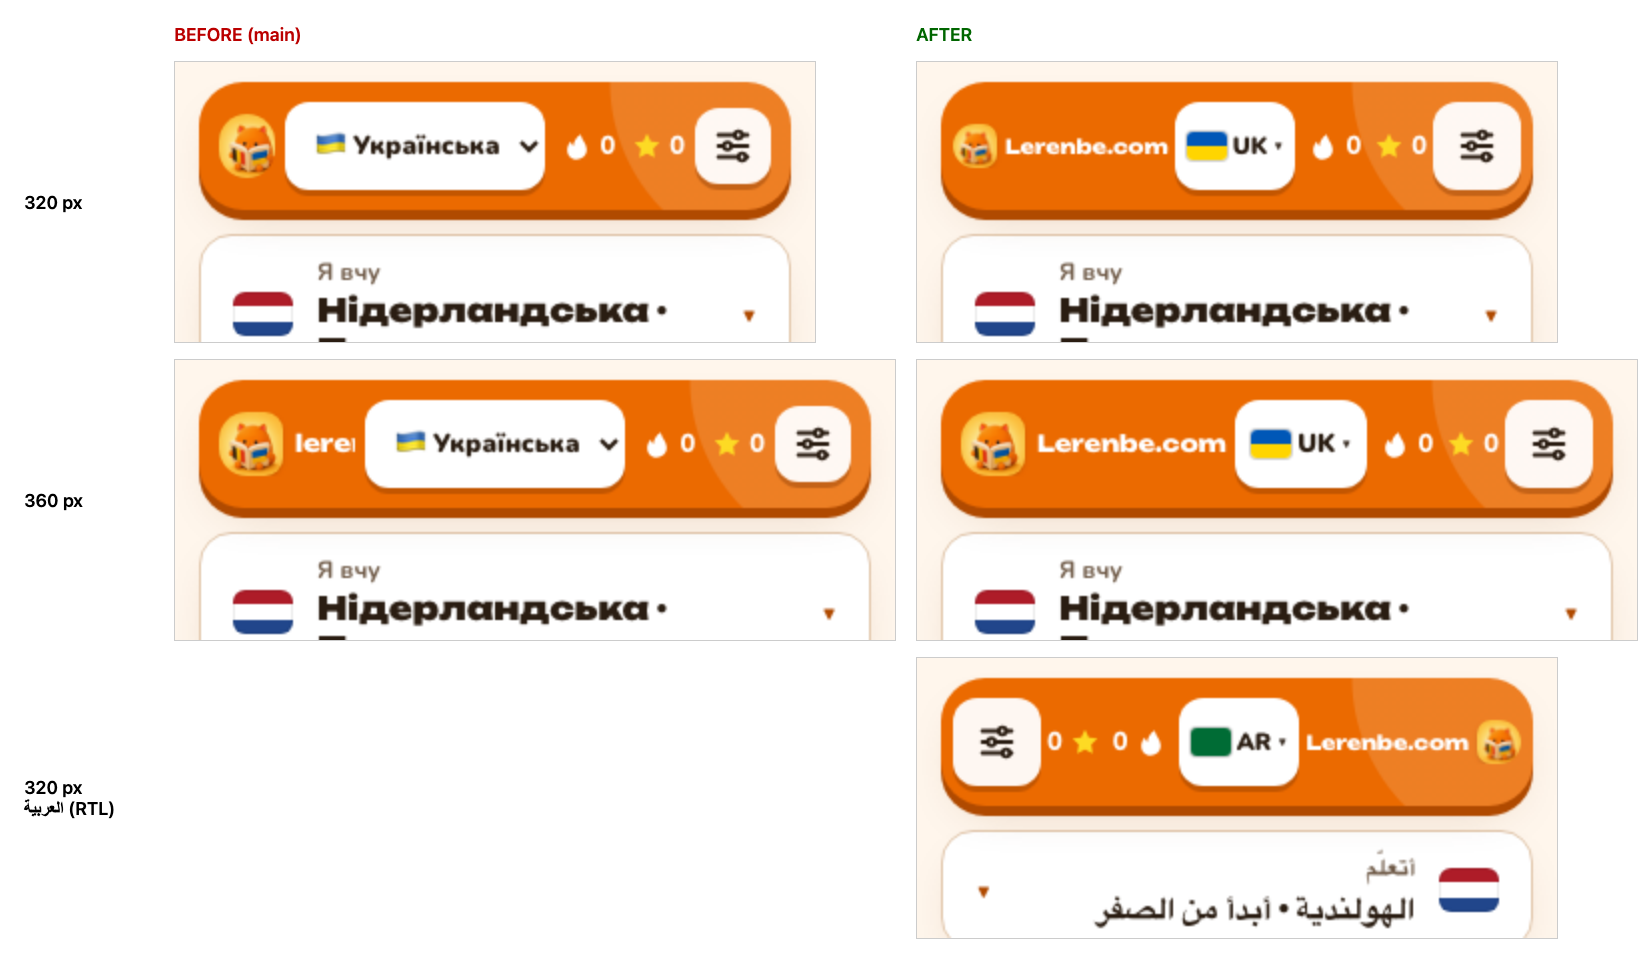 BEFORE (main)
AFTER
320 px
Українська
0
0
Lerenbe.com
UK
0
0
Я вчу
Нідерландська •
Я вчу
Нідерландська •
360 px
Українська
0
0
Lerenbe.com
UK
0
0
Я вчу
Нідерландська •
Я вчу
Нідерландська •
320 px
العربية (RTL)
Lerenbe.com
AR
0
0
أتعلّم
الهولندية • أبدأ من الصفر